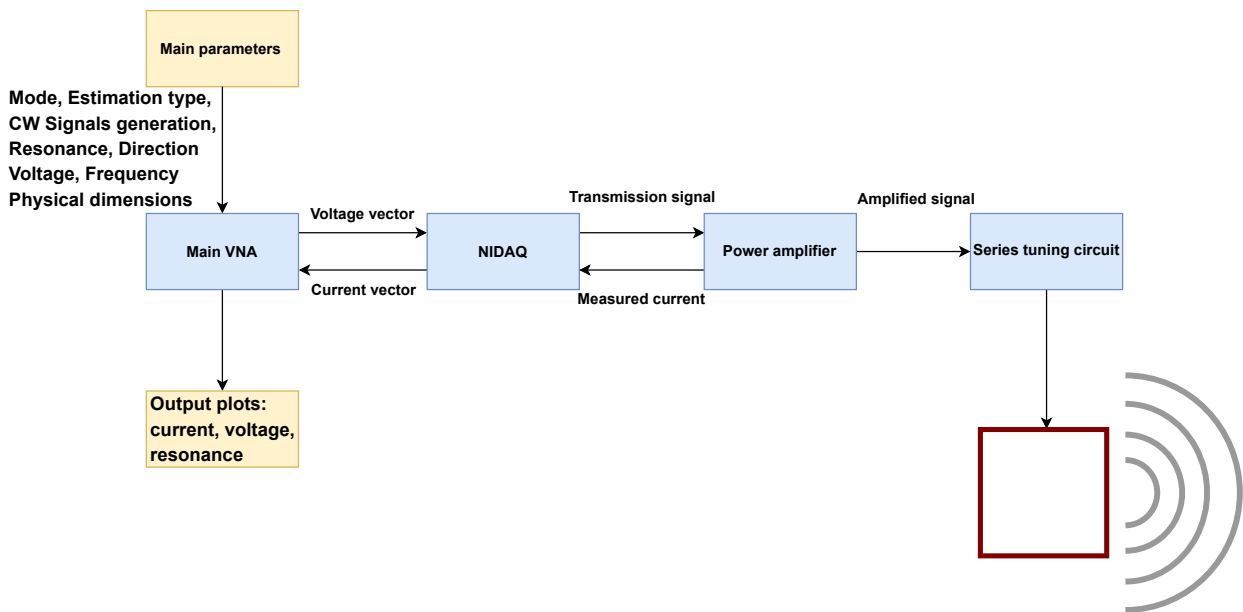 Main parameters
Mode, Estimation type,
CW Signals generation,
Resonance, Direction
Voltage, Frequency
Physical dimensions
Main VNA
Voltage vector
Current vector
NIDAQ
Transmission signal
Measured current
Power amplifier
Amplified signal
Series tuning circuit
Output plots:
current, voltage,
resonance